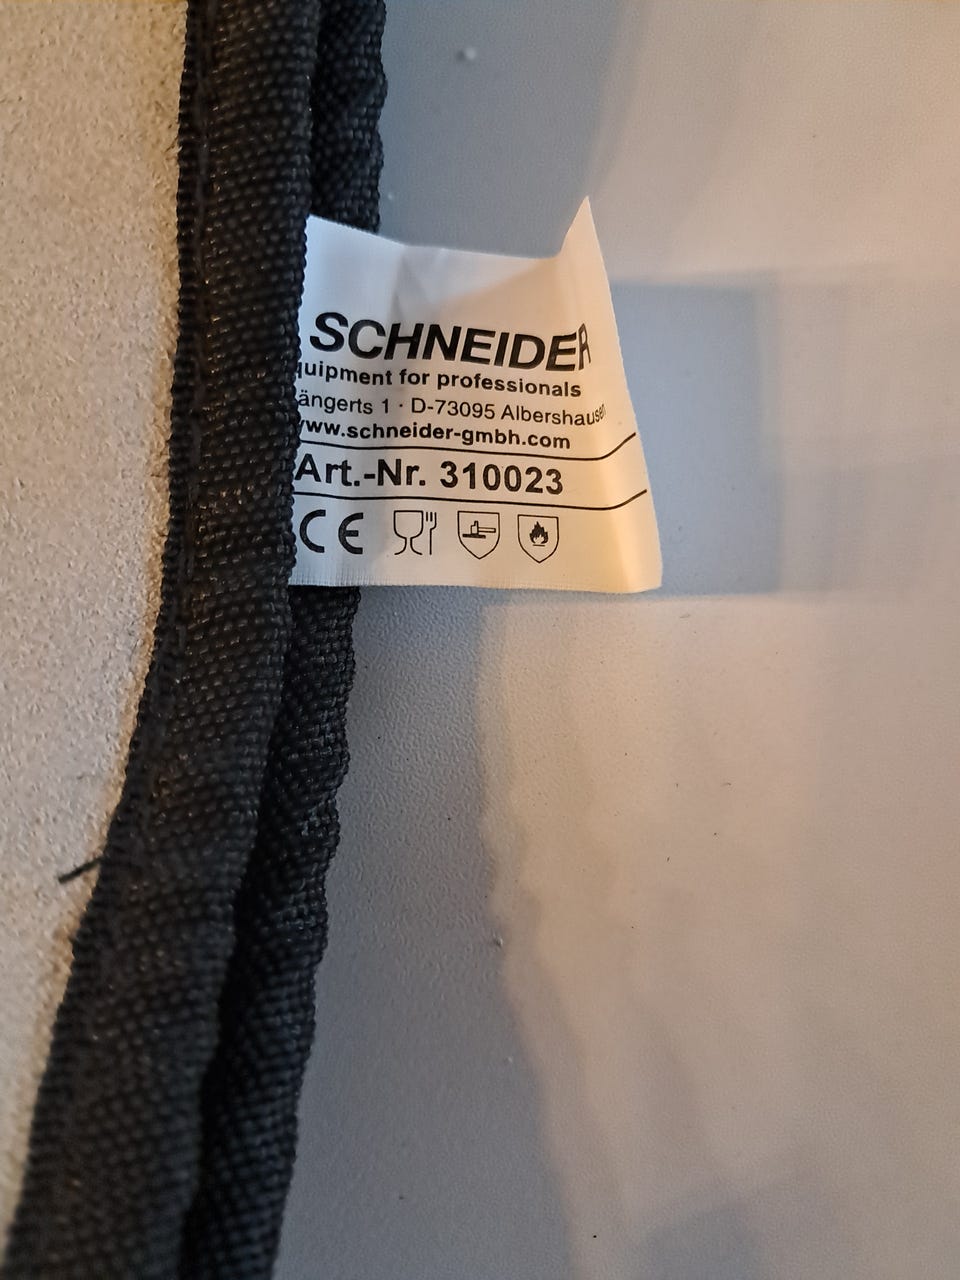 SCHNEIDER
quipment for professionals
ängerts 1 · D-73095 Albershausen
www.schneider-gmbh.com
Art.-Nr. 310023
CE